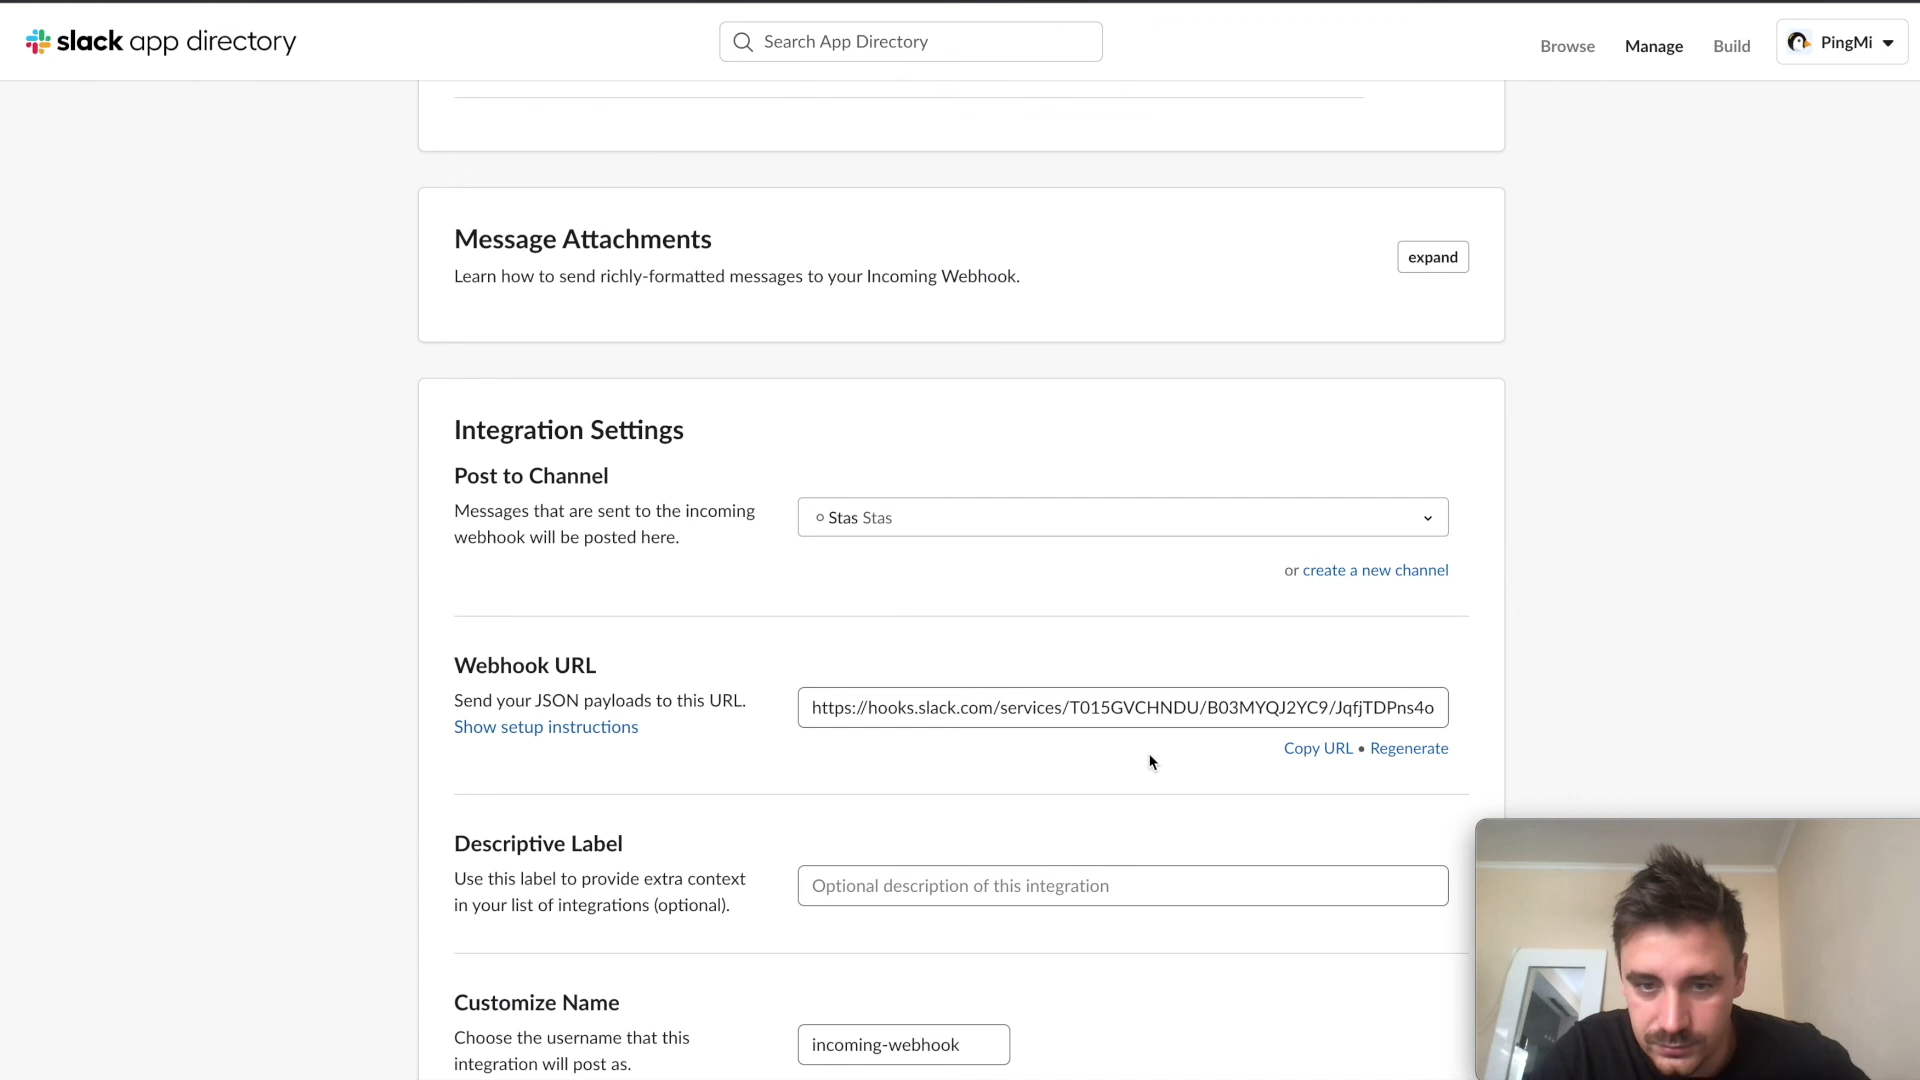 slack app directory
Search App Directory
Browse
Manage
Build
PingMi
Message Attachments
Learn how to send richly-formatted messages to your Incoming Webhook.
expand
Integration Settings
Post to Channel
Messages that are sent to the incoming
webhook will be posted here.
Stas Stas
or create a new channel
Webhook URL
Send your JSON payloads to this URL.
Show setup instructions
https://hooks.slack.com/services/T015GVCHNDU/B03MYQJ2YC9/JqfjTDPns4o
Copy URL • Regenerate
Descriptive Label
Use this label to provide extra context
in your list of integrations (optional).
Optional description of this integration
Customize Name
Choose the username that this
integration will post as.
incoming-webhook